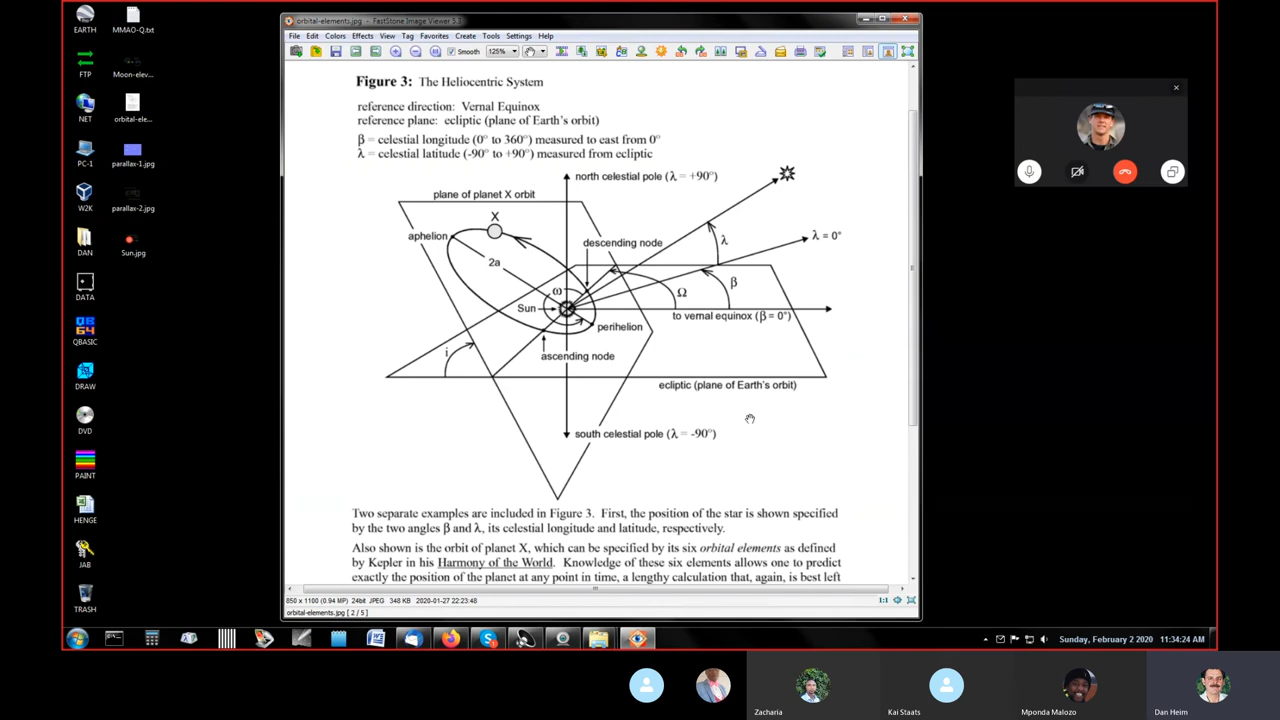 EARTH
MMAO-Q.txt
FTP
Moon-elev...
NET
orbital-ele...
PC-1
parallax-1.jpg
W2K
parallax-2.jpg
DAN
Sun.jpg
DATA
QB
64
QBASIC
DRAW
DVD
PAINT
HENGE
JAB
TRASH
orbital-elements.jpg - FastStone Image Viewer 5.
File Edit Colors Effects View Tag Favorites Create Tools Settings Help
Smooth 125%
Figure 3: The Heliocentric System
reference direction: Vernal Equinox
reference plane: ecliptic (plane of Earth's orbit)
β = celestial longitude (0° to 360°) measured to east from 0°
λ = celestial latitude (-90° to +90°) measured from ecliptic
north celestial pole (λ = +90°)
plane of planet X orbit
X
aphelion
descending node
λ
λ = 0°
2a
ω
Ω
β
Sun
to vernal equinox (β = 0°)
perihelion
i
ascending node
ecliptic (plane of Earth's orbit)
south celestial pole (λ = -90°)
Two separate examples are included in Figure 3. First, the position of the star is shown specified
by the two angles β and λ, its celestial longitude and latitude, respectively.
Also shown is the orbit of planet X, which can be specified by its six orbital elements as defined
by Kepler in his Harmony of the World. Knowledge of these six elements allows one to predict
exactly the position of the planet at any point in time, a lengthy calculation that, again, is best left
850 x 1100 (0.94 MP) 24bit JPEG 348 KB 2020-01-27 22:23:48
1:1
orbital-elements.jpg [ 2 / 5 ]
Sunday, February 2 2020 11:34:24 AM
Zacharia
Kai Staats
Mponda Malozo
Dan Heim